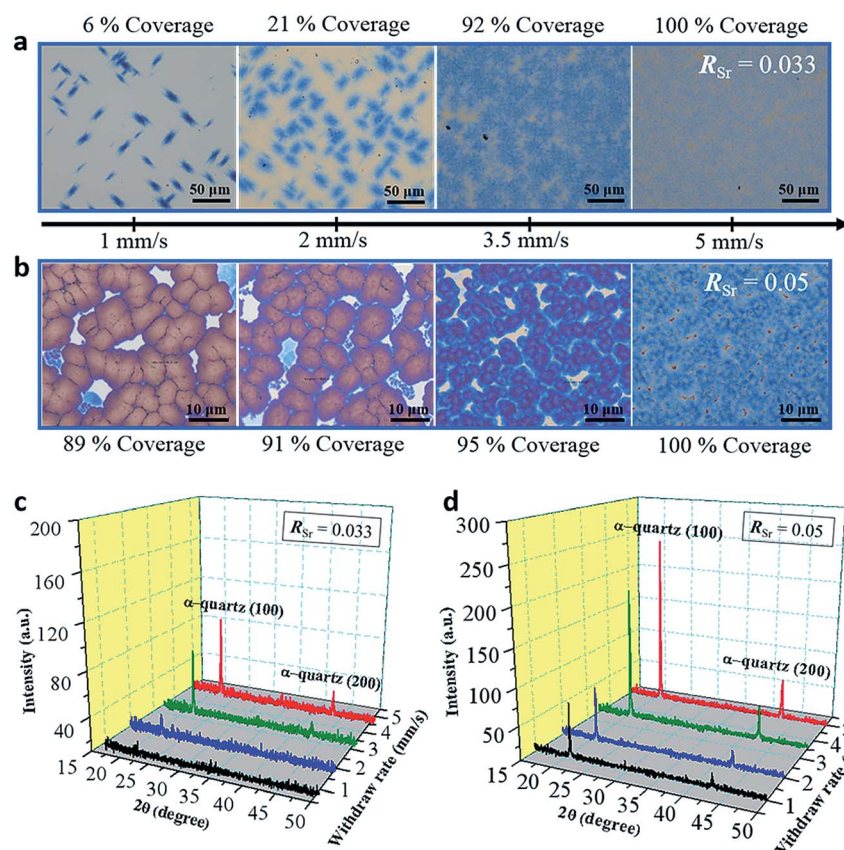 6 % Coverage 21 % Coverage 92 % Coverage 100 % Coverage
a
R_Sr = 0.033
50 µm 50 µm 50 µm 50 µm
1 mm/s 2 mm/s 3.5 mm/s 5 mm/s
b
R_Sr = 0.05
10 µm 10 µm 10 µm 10 µm
89 % Coverage 91 % Coverage 95 % Coverage 100 % Coverage
c
200
160
120
80
40
Intensity (a.u.)
R_Sr = 0.033
α–quartz (100)
α–quartz (200)
15 20 25 30 35 40 45 50
2θ (degree)
1 2 3 4 5
Withdraw rate (mm/s)
d
300
250
200
150
100
50
Intensity (a.u.)
R_Sr = 0.05
α–quartz (100)
α–quartz (200)
15 20 25 30 35 40 45 50
2θ (degree)
1 2 3 4
Withdraw rate